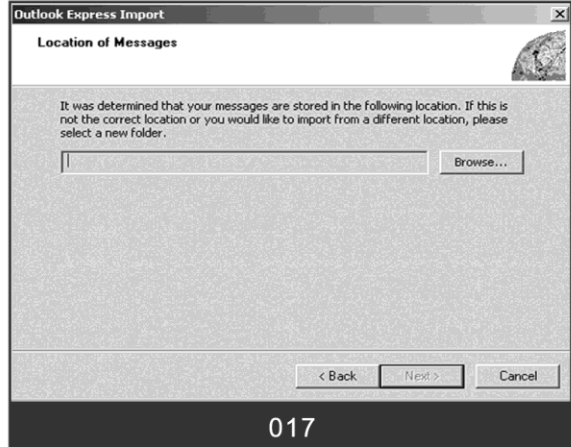 Outlook Express Import
Location of Messages
It was determined that your messages are stored in the following location. If this is
not the correct location or you would like to import from a different location, please
select a new folder.
Browse...
< Back Next > Cancel
017